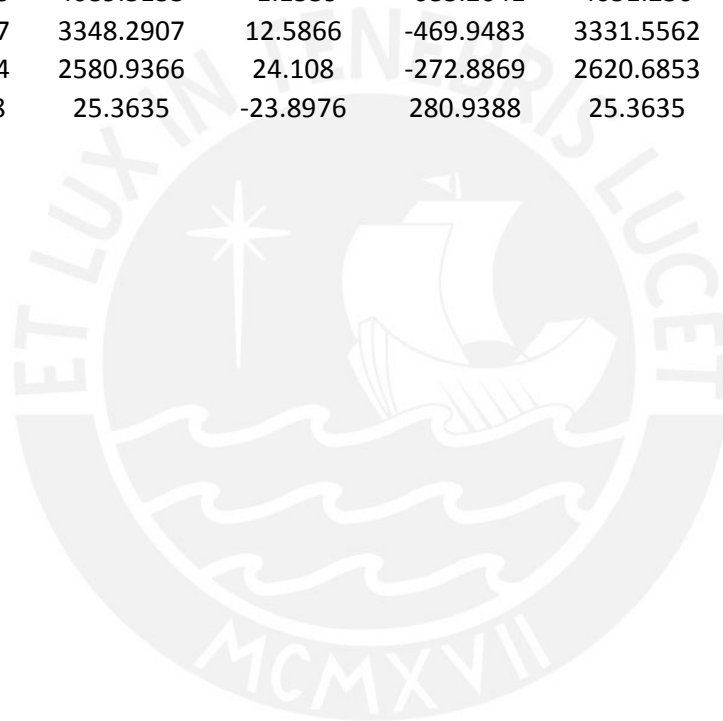 7 3348.2907 12.5866 -469.9483 3331.5562
4 2580.9366 24.108 -272.8869 2620.6853
8 25.3635 -23.8976 280.9388 25.3635
ET LUX IN TENEBRIS LUCET
MCMXVII